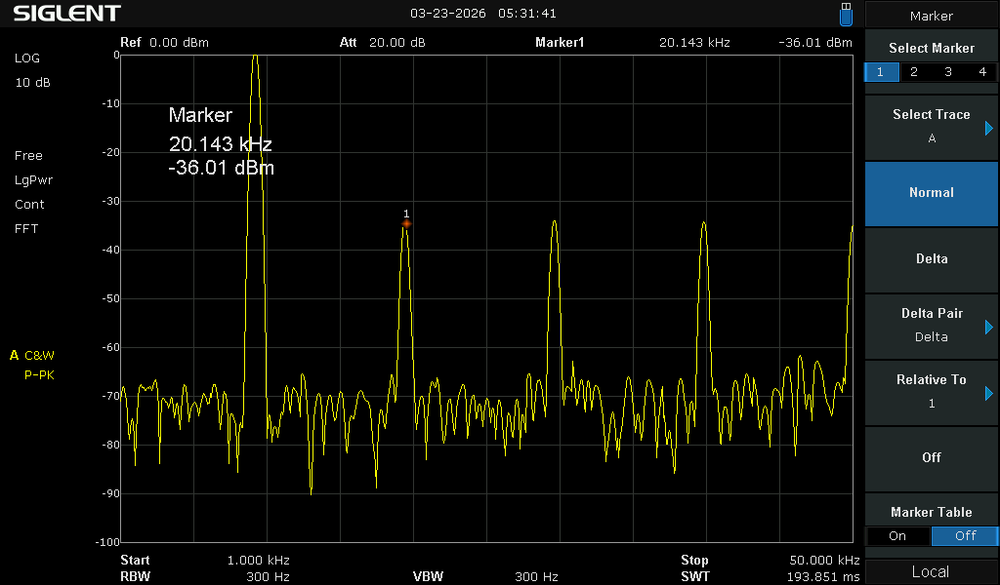 SIGLENT 03-23-2026 05:31:41 Marker
Ref 0.00 dBm Att 20.00 dB Marker1 20.143 kHz -36.01 dBm
LOG
10 dB
Free
LgPwr
Cont
FFT
A C&W
P-PK
0
-10
-20
-30
-40
-50
-60
-70
-80
-90
-100
Marker
20.143 kHz
-36.01 dBm
1
Start 1.000 kHz Stop 50.000 kHz
RBW 300 Hz VBW 300 Hz SWT 193.851 ms
Select Marker
1 2 3 4
Select Trace
A
Normal
Delta
Delta Pair
Delta
Relative To
1
Off
Marker Table
On Off
Local